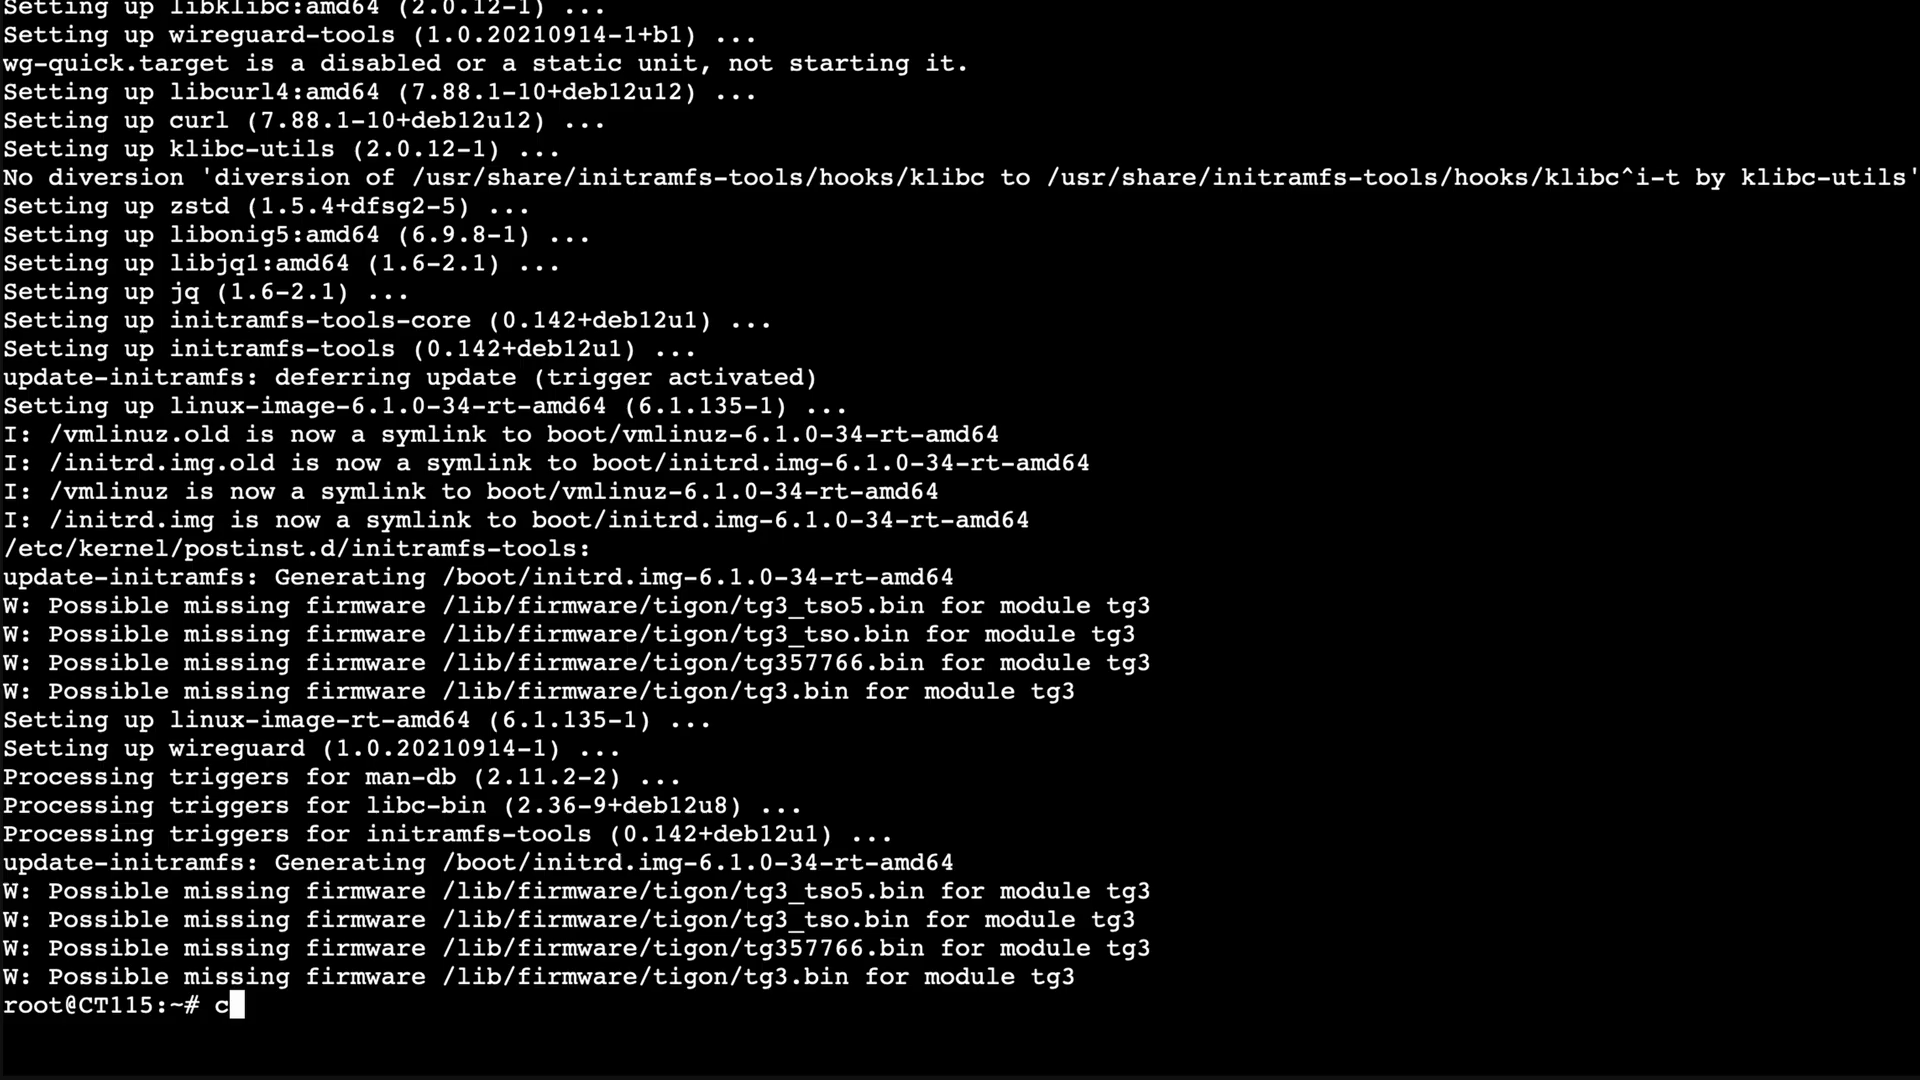 Setting up libklibc:amd64 (2.0.12-1) ...
Setting up wireguard-tools (1.0.20210914-1+b1) ...
wg-quick.target is a disabled or a static unit, not starting it.
Setting up libcurl4:amd64 (7.88.1-10+deb12u12) ...
Setting up curl (7.88.1-10+deb12u12) ...
Setting up klibc-utils (2.0.12-1) ...
No diversion 'diversion of /usr/share/initramfs-tools/hooks/klibc to /usr/share/initramfs-tools/hooks/klibc^i-t by klibc-utils'
Setting up zstd (1.5.4+dfsg2-5) ...
Setting up libonig5:amd64 (6.9.8-1) ...
Setting up libjq1:amd64 (1.6-2.1) ...
Setting up jq (1.6-2.1) ...
Setting up initramfs-tools-core (0.142+deb12u1) ...
Setting up initramfs-tools (0.142+deb12u1) ...
update-initramfs: deferring update (trigger activated)
Setting up linux-image-6.1.0-34-rt-amd64 (6.1.135-1) ...
I: /vmlinuz.old is now a symlink to boot/vmlinuz-6.1.0-34-rt-amd64
I: /initrd.img.old is now a symlink to boot/initrd.img-6.1.0-34-rt-amd64
I: /vmlinuz is now a symlink to boot/vmlinuz-6.1.0-34-rt-amd64
I: /initrd.img is now a symlink to boot/initrd.img-6.1.0-34-rt-amd64
/etc/kernel/postinst.d/initramfs-tools:
update-initramfs: Generating /boot/initrd.img-6.1.0-34-rt-amd64
W: Possible missing firmware /lib/firmware/tigon/tg3_tso5.bin for module tg3
W: Possible missing firmware /lib/firmware/tigon/tg3_tso.bin for module tg3
W: Possible missing firmware /lib/firmware/tigon/tg357766.bin for module tg3
W: Possible missing firmware /lib/firmware/tigon/tg3.bin for module tg3
Setting up linux-image-rt-amd64 (6.1.135-1) ...
Setting up wireguard (1.0.20210914-1) ...
Processing triggers for man-db (2.11.2-2) ...
Processing triggers for libc-bin (2.36-9+deb12u8) ...
Processing triggers for initramfs-tools (0.142+deb12u1) ...
update-initramfs: Generating /boot/initrd.img-6.1.0-34-rt-amd64
W: Possible missing firmware /lib/firmware/tigon/tg3_tso5.bin for module tg3
W: Possible missing firmware /lib/firmware/tigon/tg3_tso.bin for module tg3
W: Possible missing firmware /lib/firmware/tigon/tg357766.bin for module tg3
W: Possible missing firmware /lib/firmware/tigon/tg3.bin for module tg3
root@CT115:~# c